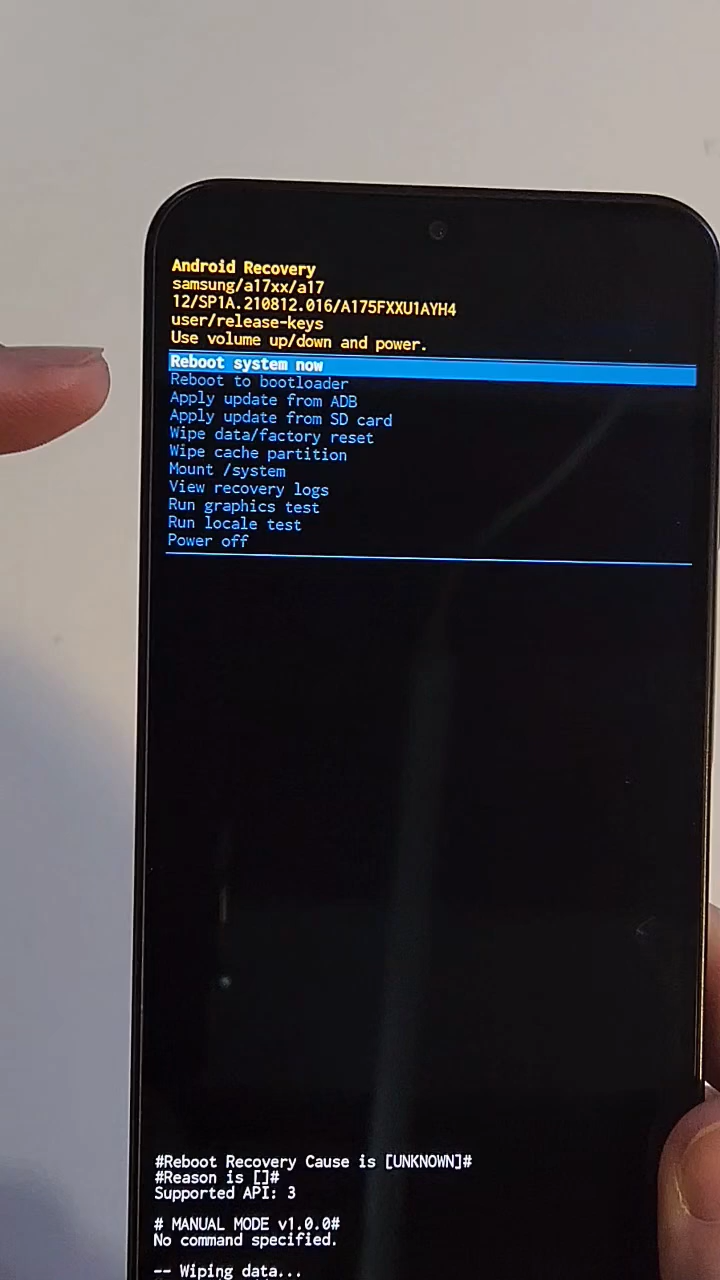 Android Recovery
samsung/a17xx/a17
12/SP1A.210812.016/A175FXXU1AYH4
user/release-keys
Use volume up/down and power.
Reboot system now
Reboot to bootloader
Apply update from ADB
Apply update from SD card
Wipe data/factory reset
Wipe cache partition
Mount /system
View recovery logs
Run graphics test
Run locale test
Power off
#Reboot Recovery Cause is [UNKNOWN]#
#Reason is []#
Supported API: 3
# MANUAL MODE v1.0.0#
No command specified.
-- Wiping data...